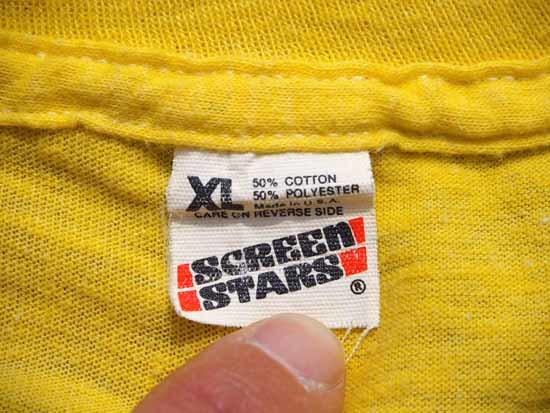 XL 50% COTTON
50% POLYESTER
Made in U.S.A.
CARE ON REVERSE SIDE
SCREEN
STARS
®